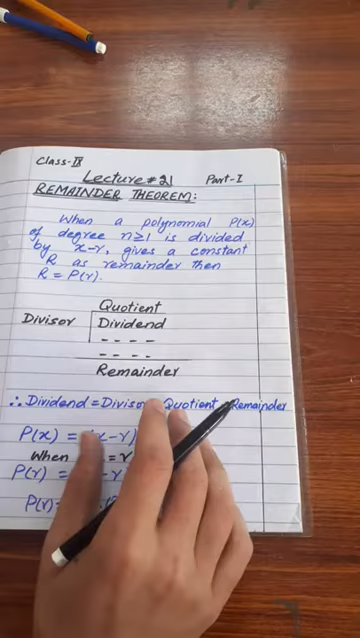 Class-IX
Lecture # 21 Part-I
REMAINDER THEOREM:
When a polynomial P(x)
of degree n≥1 is divided
by x-r, gives a constant
R as remainder then
R = P(r).
Quotient
Divisor Dividend
- - - -
- - - -
Remainder
∴ Dividend = Divisor Quotient Remainder
P(x) = (x-r)
When = r
P(r) = -r
P(r)=